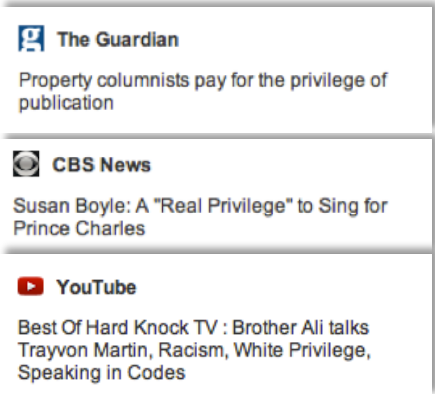 The Guardian
Property columnists pay for the privilege of
publication
CBS News
Susan Boyle: A "Real Privilege" to Sing for
Prince Charles
YouTube
Best Of Hard Knock TV : Brother Ali talks
Trayvon Martin, Racism, White Privilege,
Speaking in Codes